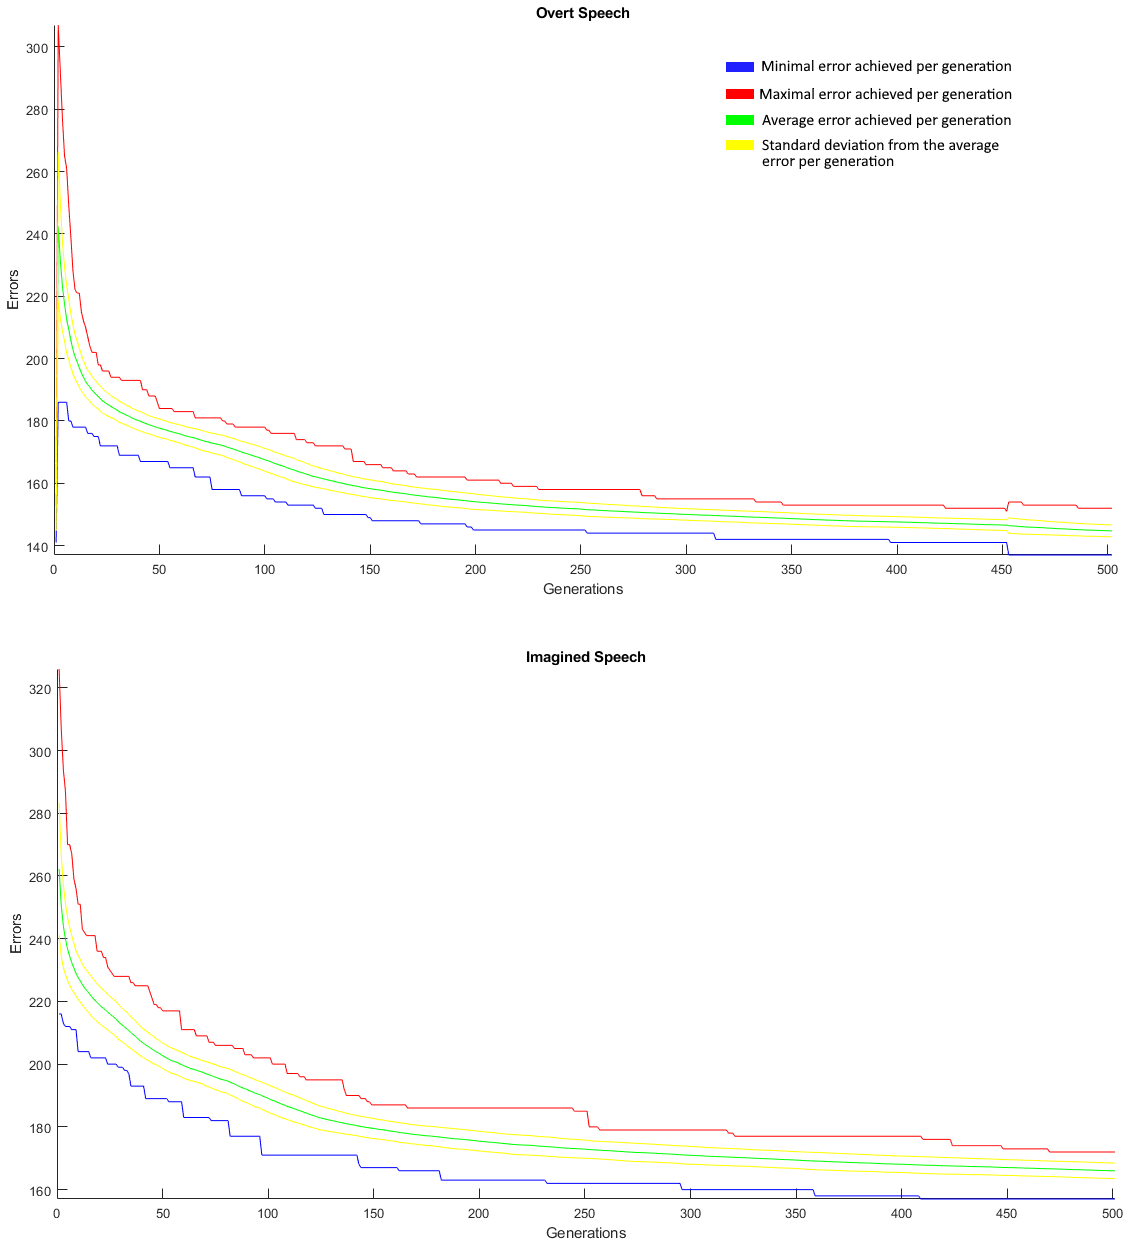 Overt Speech
Minimal error achieved per generation
Maximal error achieved per generation
Average error achieved per generation
Standard deviation from the average
error per generation
Errors
300
280
260
240
220
200
180
160
140
0 50 100 150 200 250 300 350 400 450 500
Generations
Imagined Speech
Errors
320
300
280
260
240
220
200
180
160
0 50 100 150 200 250 300 350 400 450 500
Generations